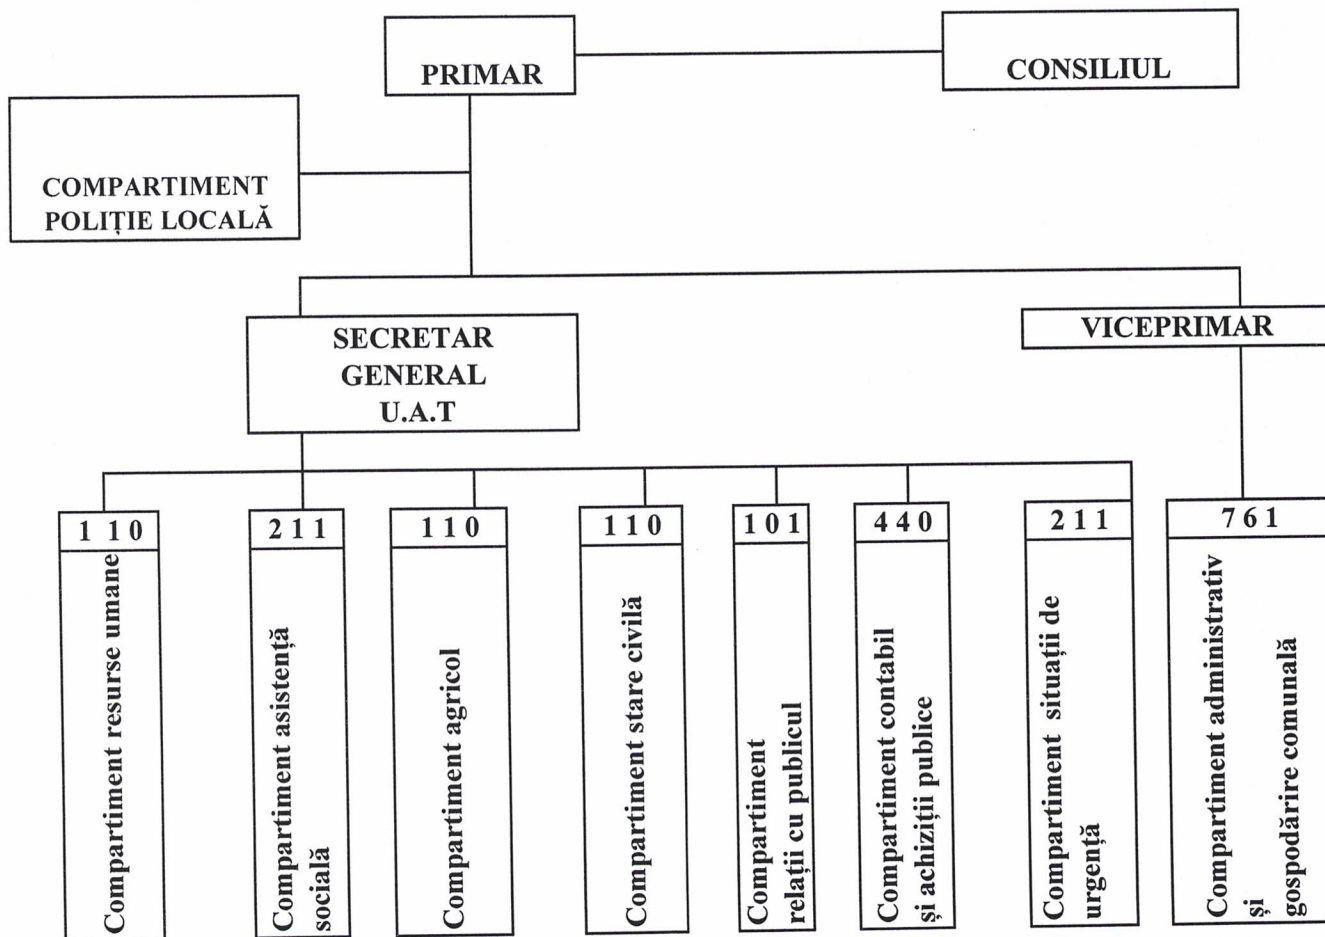 PRIMAR
CONSILIUL
COMPARTIMENT
POLIȚIE LOCALĂ
SECRETAR
GENERAL
U.A.T
VICEPRIMAR
1 1 0
2 1 1
1 1 0
1 1 0
1 0 1
4 4 0
2 1 1
7 6 1
Compartiment resurse umane
Compartiment asistență
socială
Compartiment agricol
Compartiment stare civilă
Compartiment
relații cu publicul
Compartiment contabil
și achiziții publice
Compartiment situații de
urgență
Compartiment administrativ
și
gospodărire comunală